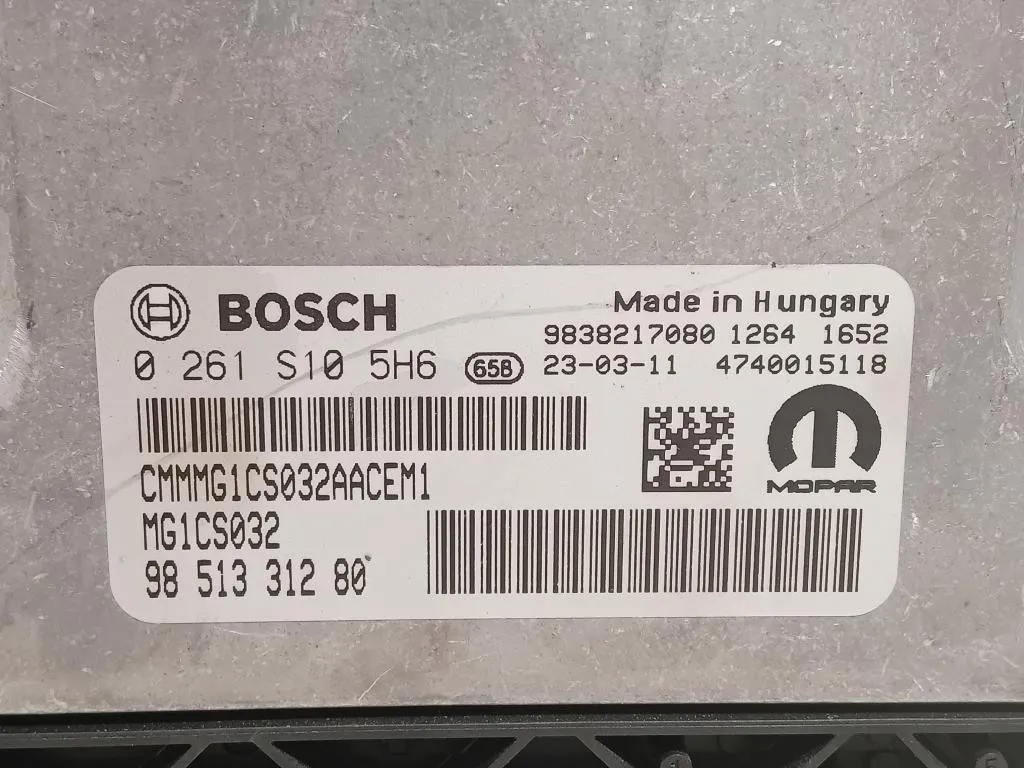 BOSCH
Made in Hungary
9838217080 1264 1652
0 261 S10 5H6 65B 23-03-11 4740015118
CMMMG1CS032AACEM1
MOPAR
MG1CS032
98 513 312 80